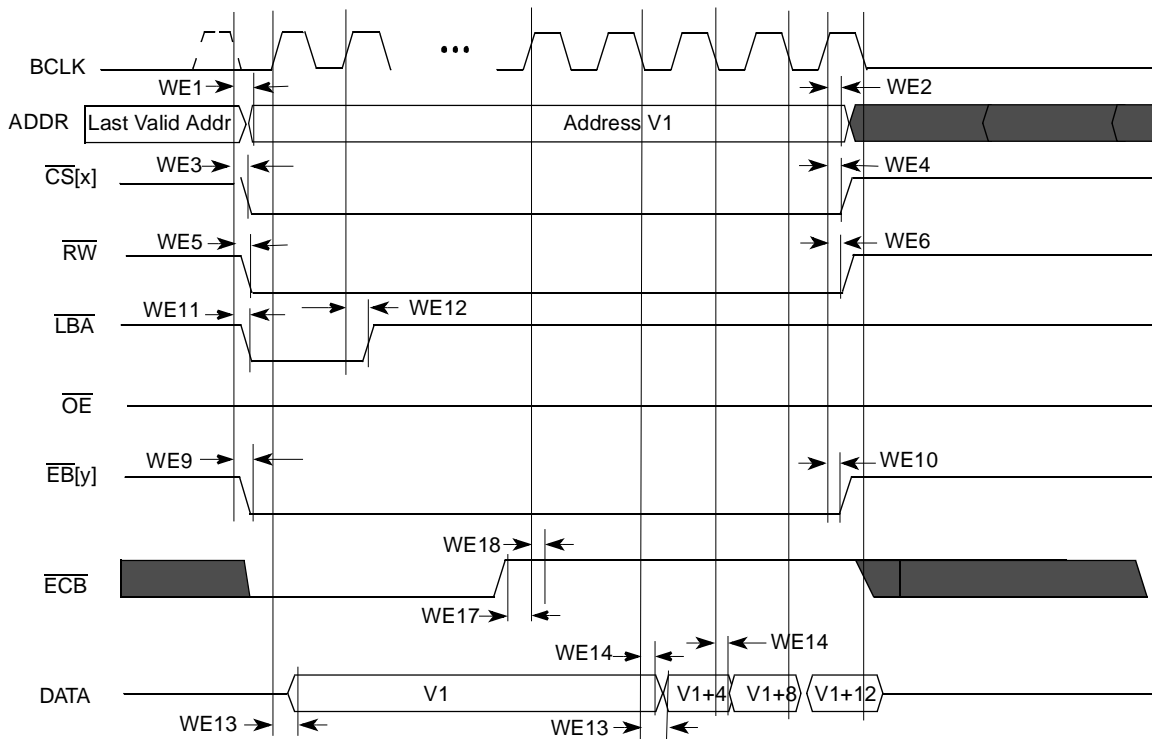 BCLK
•••
WE1
WE2
ADDR
Last Valid Addr
Address V1
WE3
WE4
CS[x]
WE5
WE6
RW
WE11
WE12
LBA
OE
WE9
WE10
EB[y]
WE18
ECB
WE17
WE14
WE14
DATA
V1
V1+4
V1+8
V1+12
WE13
WE13